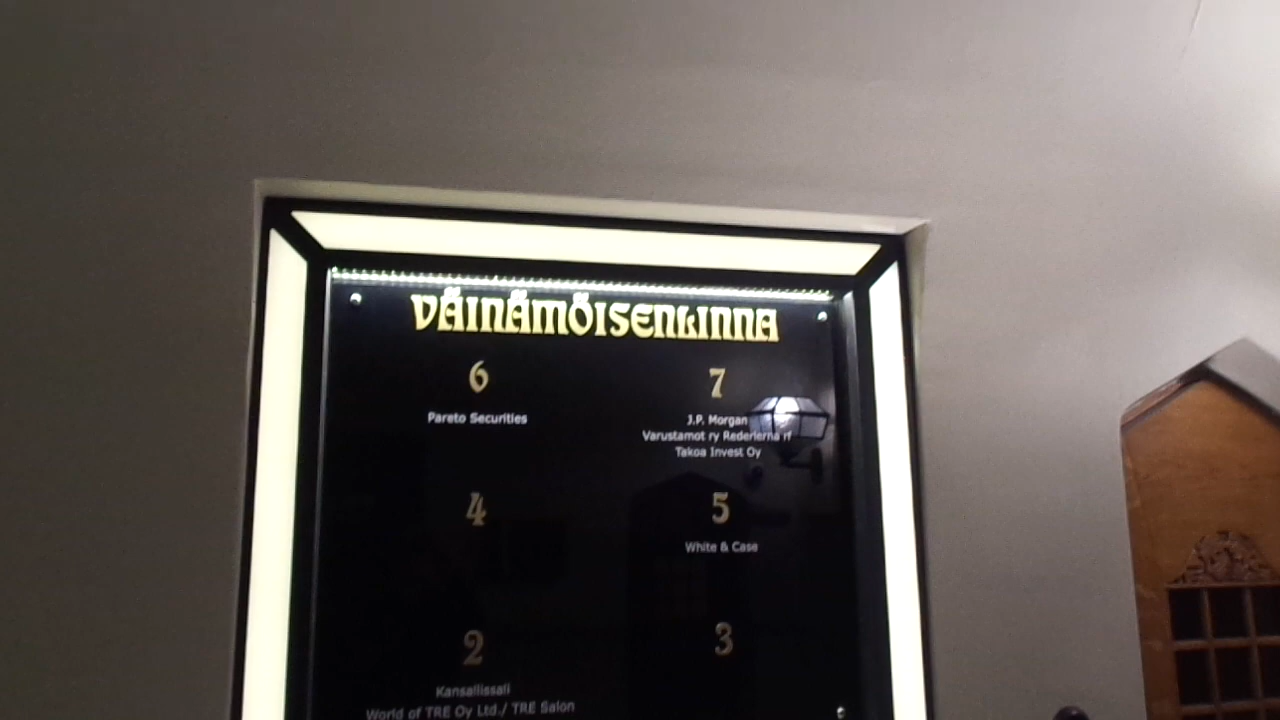 VÄINÄMÖISENLINNA
6
Pareto Securities
7
J.P. Morgan
Varustamot ry Rederierna rf
Takoa Invest Oy
4
5
White & Case
2
Kansallissali
World of TRE Oy Ltd./ TRE Salon
3